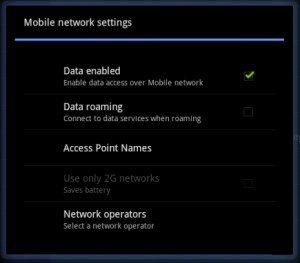 Mobile network settings
Data enabled
Enable data access over Mobile network
Data roaming
Connect to data services when roaming
Access Point Names
Use only 2G networks
Saves battery
Network operators
Select a network operator